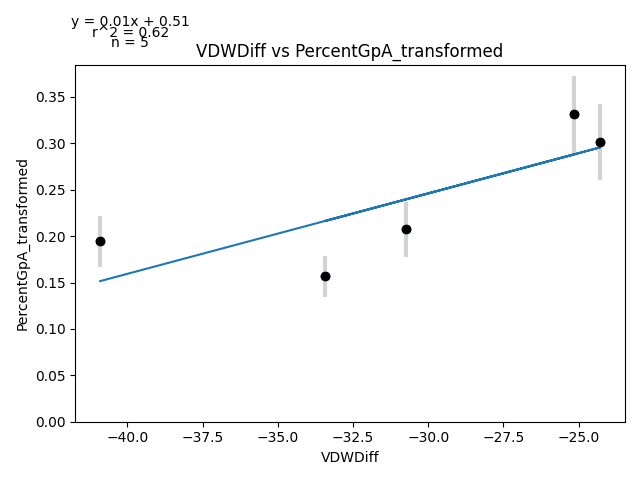 y = 0.01x + 0.51
r^2 = 0.62
n = 5
VDWDiff vs PercentGpA_transformed
PercentGpA_transformed
0.35
0.30
0.25
0.20
0.15
0.10
0.05
0.00
−40.0 −37.5 −35.0 −32.5 −30.0 −27.5 −25.0
VDWDiff